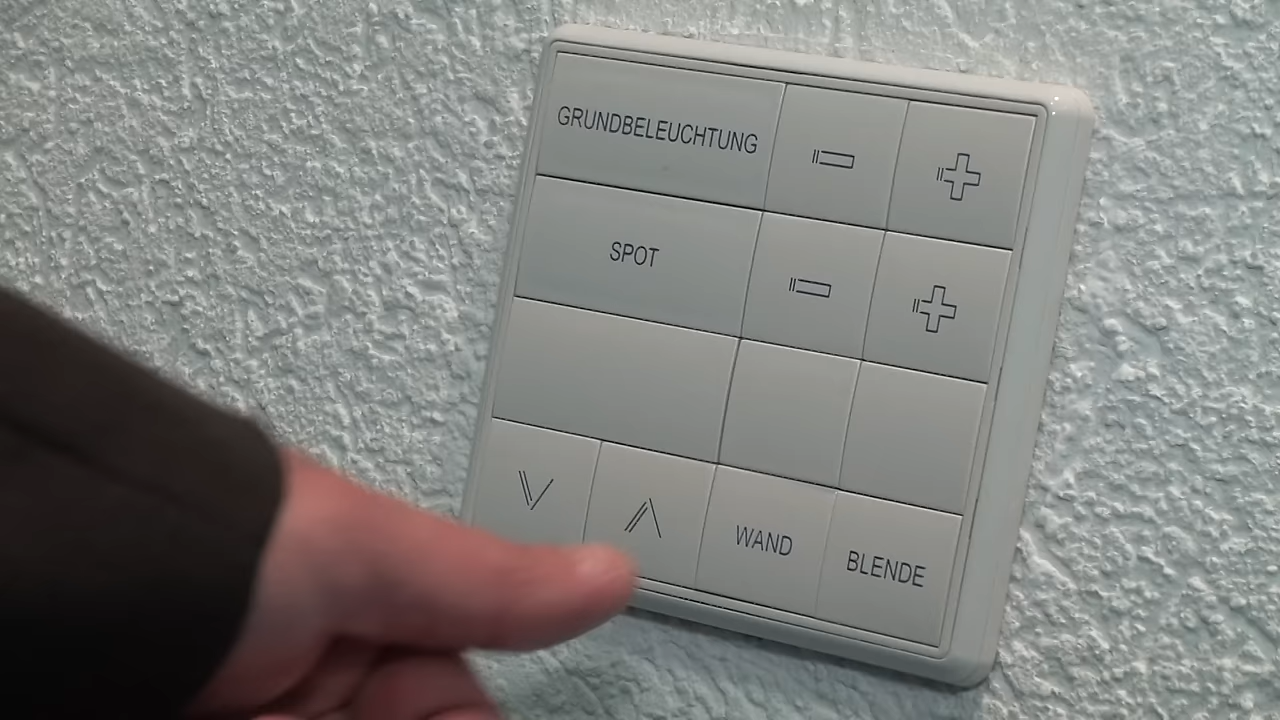 GRUNDBELEUCHTUNG - +
SPOT - +
WAND BLENDE